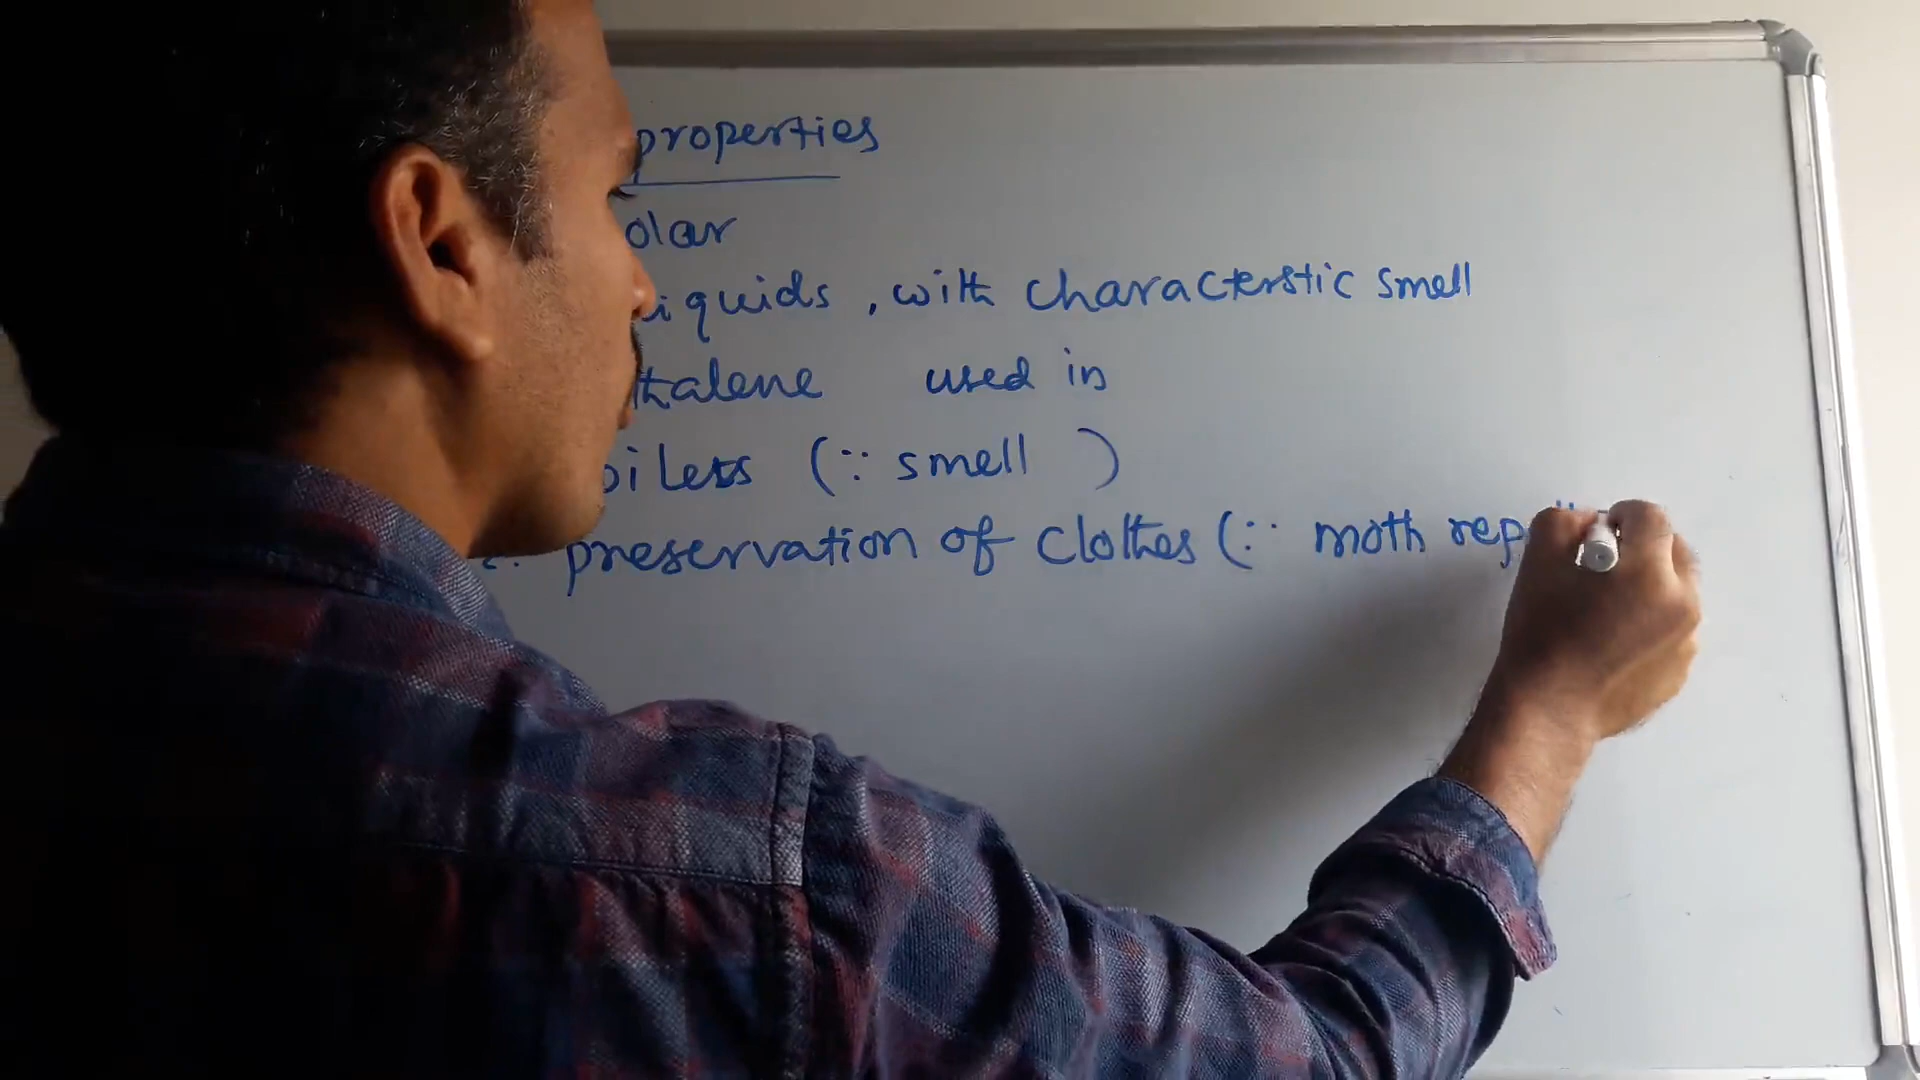 properties
olar
iquids , with characterstic smell
thalene used in
oilets (∵ smell )
preservation of clothes (∵ moth rep